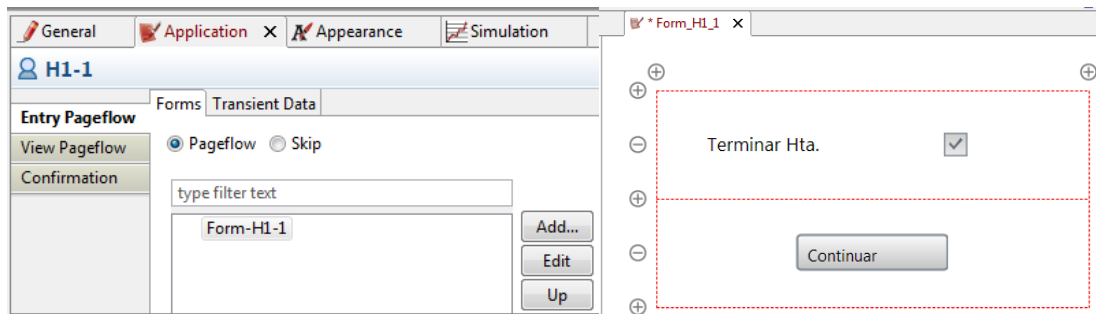 General
Application
Appearance
Simulation
H1-1
Entry Pageflow
View Pageflow
Confirmation
Forms
Transient Data
Pageflow
Skip
type filter text
Form-H1-1
Add...
Edit
Up
* Form_H1_1
Terminar Hta.
Continuar